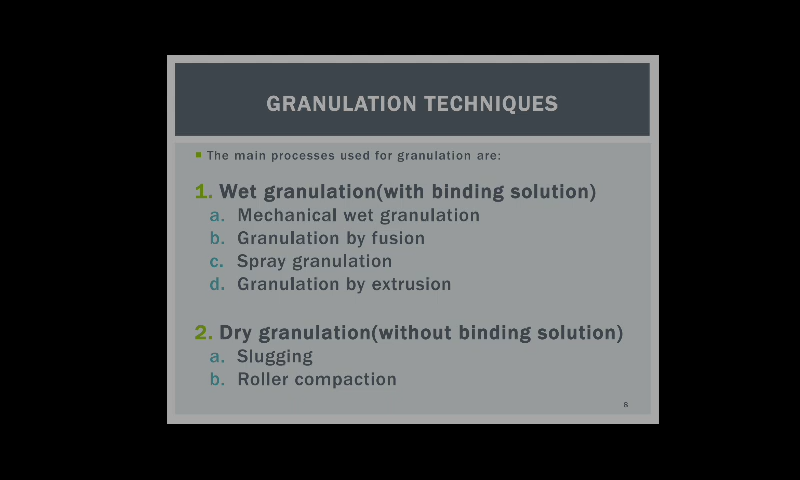 GRANULATION TECHNIQUES
The main processes used for granulation are:
1. Wet granulation(with binding solution)
a. Mechanical wet granulation
b. Granulation by fusion
c. Spray granulation
d. Granulation by extrusion
2. Dry granulation(without binding solution)
a. Slugging
b. Roller compaction
8